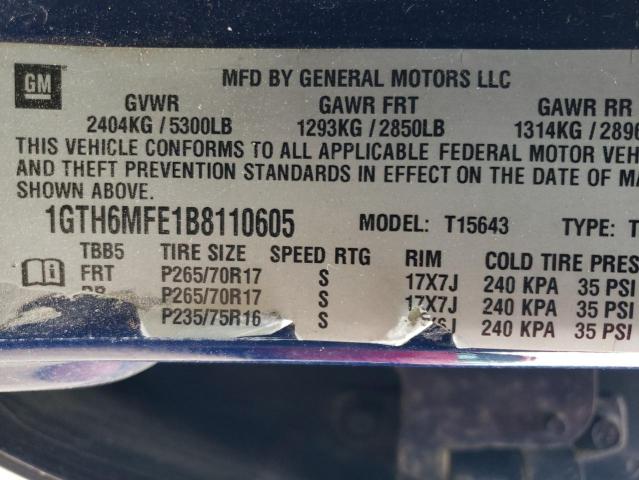 GM
MFD BY GENERAL MOTORS LLC
GVWR GAWR FRT GAWR RR
2404KG / 5300LB 1293KG / 2850LB 1314KG / 2896
THIS VEHICLE CONFORMS TO ALL APPLICABLE FEDERAL MOTOR VEH
AND THEFT PREVENTION STANDARDS IN EFFECT ON THE DATE OF MA
SHOWN ABOVE.
1GTH6MFE1B8110605 MODEL: T15643 TYPE: T
TBB5 TIRE SIZE SPEED RTG RIM COLD TIRE PRES
FRT P265/70R17 S 17X7J 240 KPA 35 PSI
RR P265/70R17 S 17X7J 240 KPA 35 PSI
P235/75R16 S 240 KPA 35 PSI